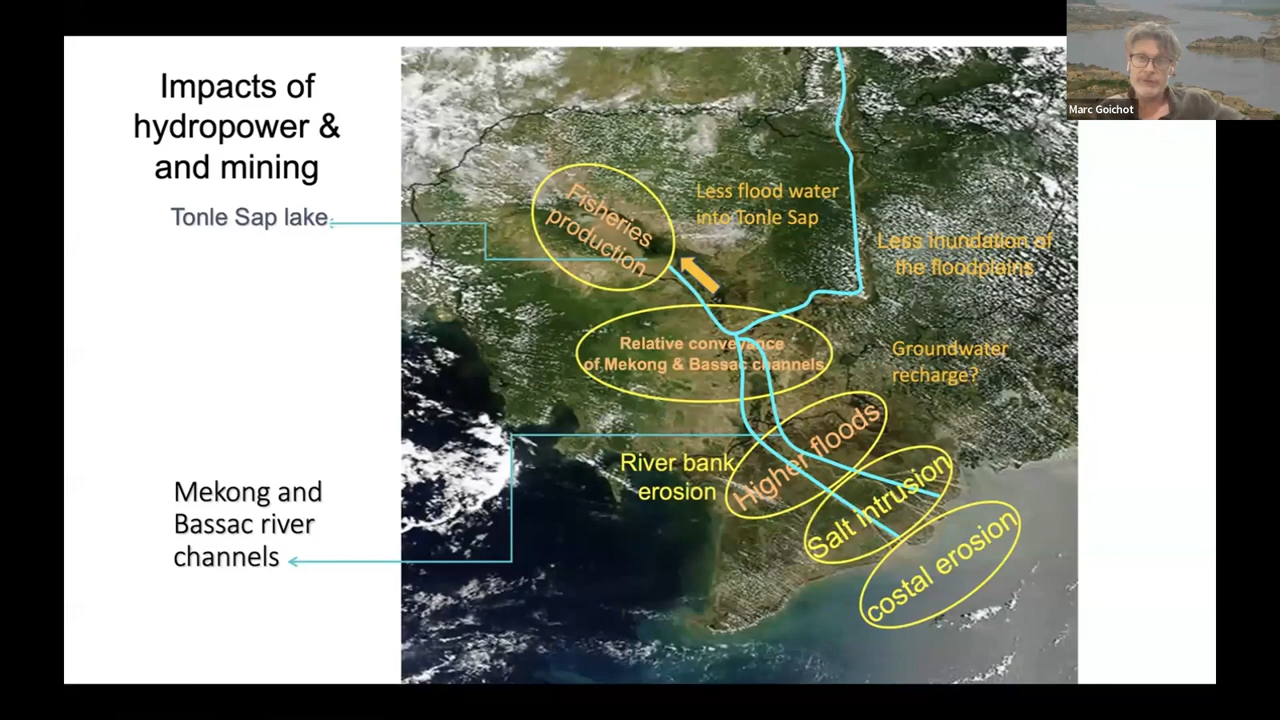 Impacts of
hydropower &
and mining
Tonle Sap lake
Mekong and
Bassac river
channels
Fisheries
production
Less flood water
into Tonle Sap
Less inundation of
the floodplains
Relative conveyance
of Mekong & Bassac channels
Groundwater
recharge?
River bank
erosion
Higher floods
Salt intrusion
costal erosion
Marc Goichot